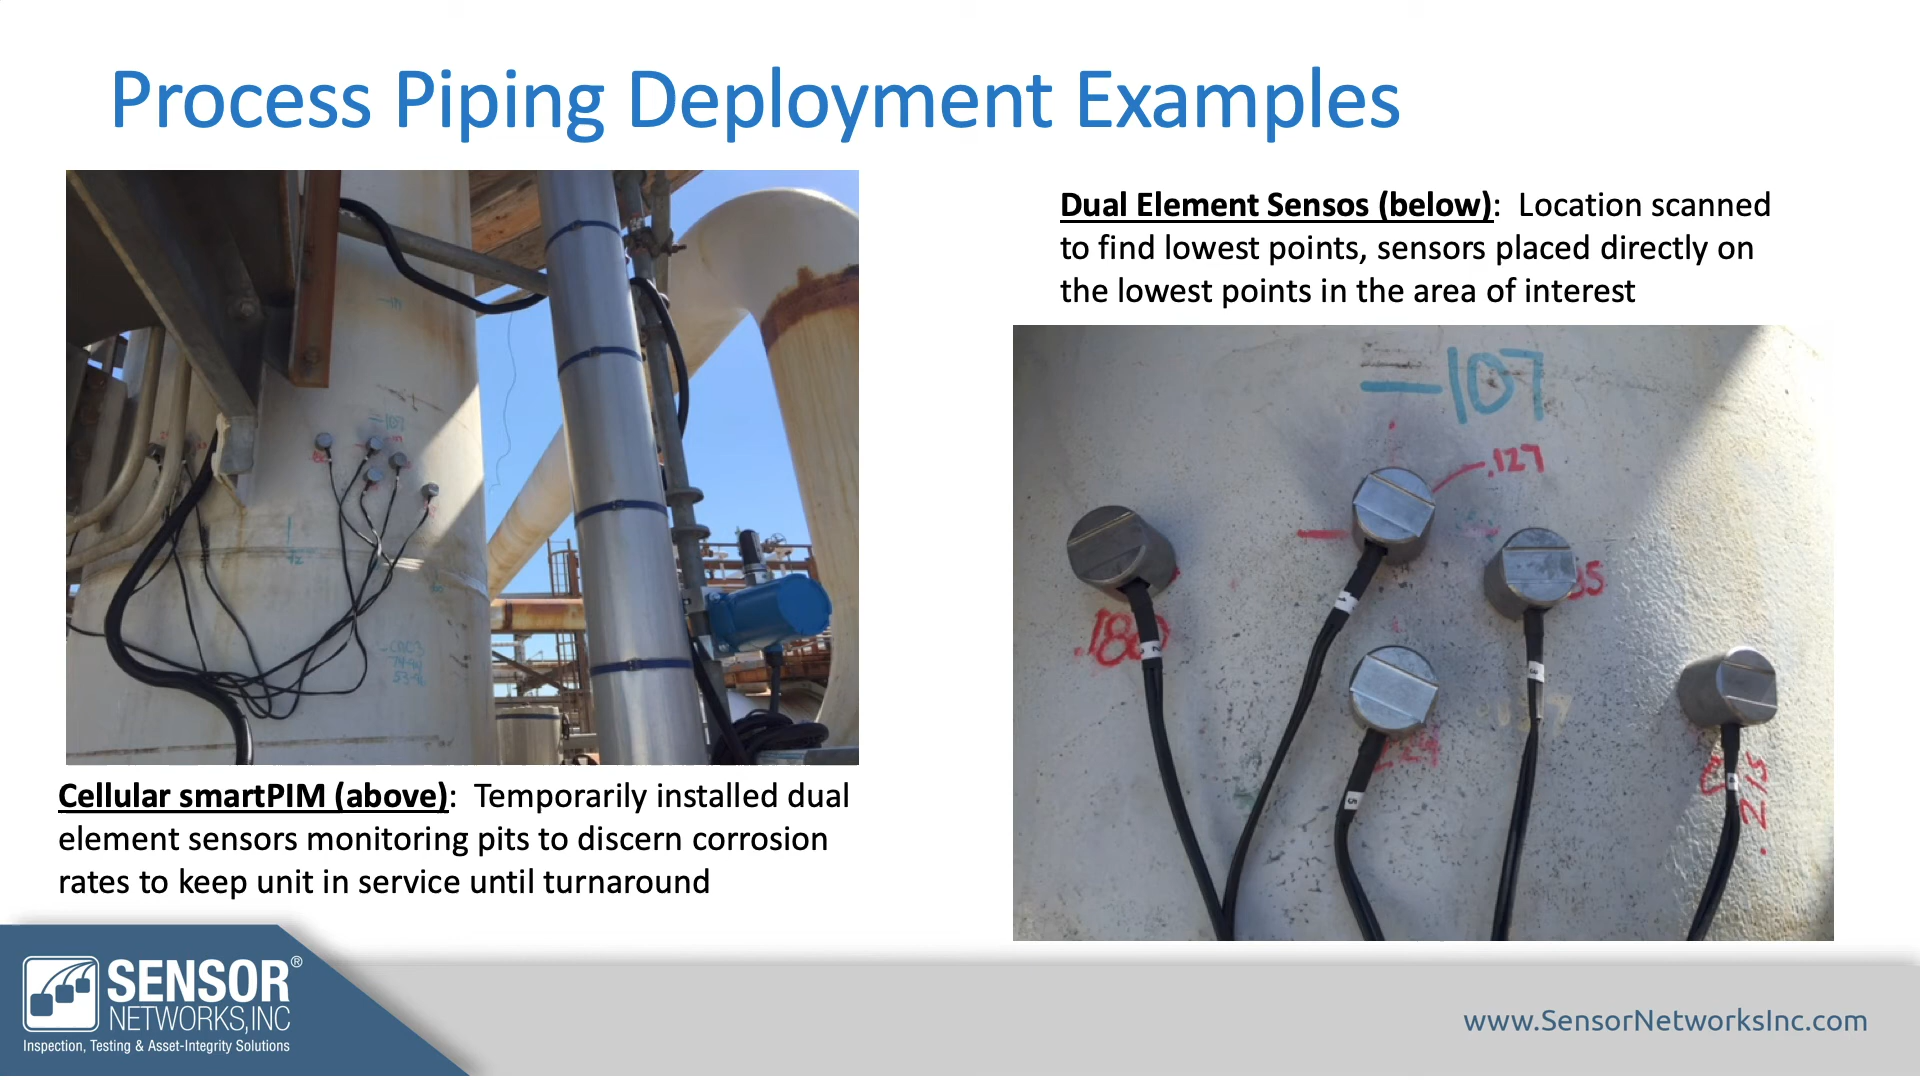 Process Piping Deployment Examples
Dual Element Sensos (below):  Location scanned
to find lowest points, sensors placed directly on
the lowest points in the area of interest
107
.127
.180
.215
Cellular smartPIM (above):  Temporarily installed dual
element sensors monitoring pits to discern corrosion
rates to keep unit in service until turnaround
SENSOR®
NETWORKS,INC
Inspection, Testing & Asset-Integrity Solutions
www.SensorNetworksInc.com